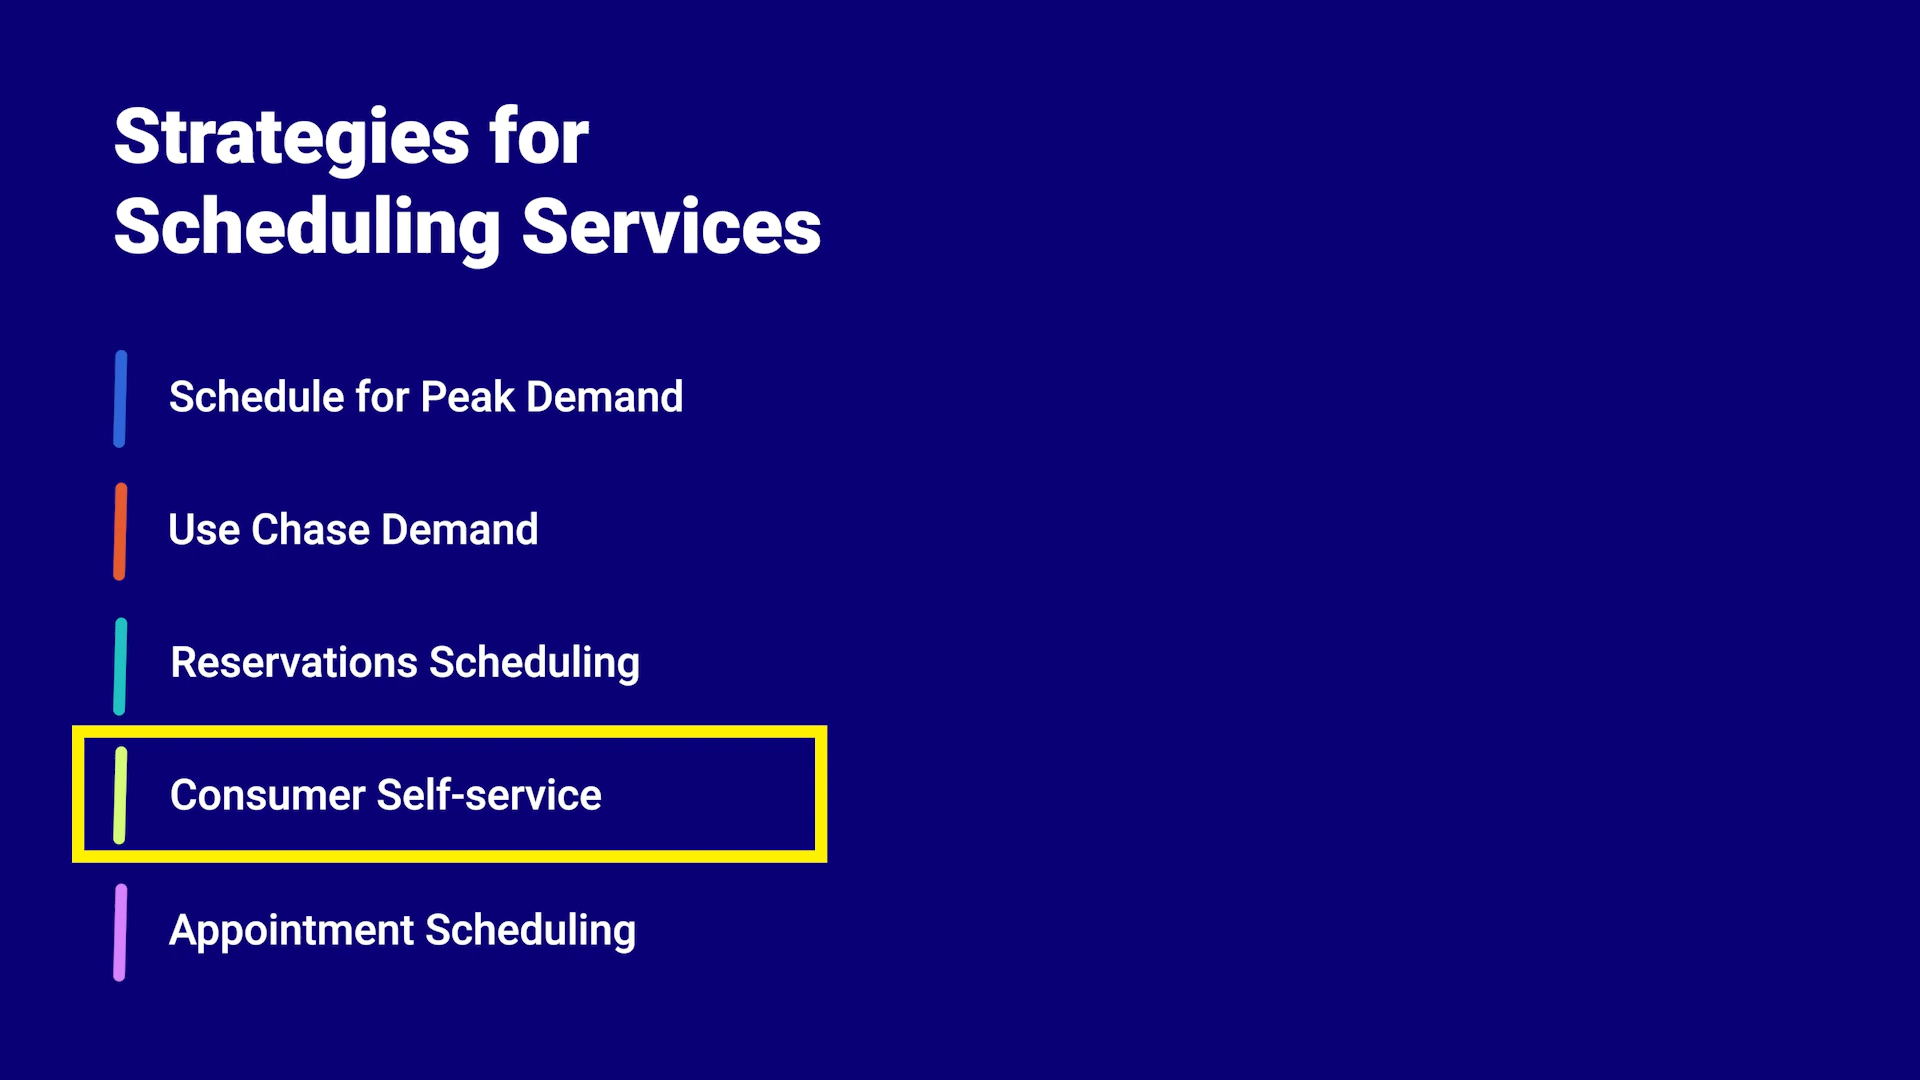 Strategies for
Scheduling Services
Schedule for Peak Demand
Use Chase Demand
Reservations Scheduling
Consumer Self-service
Appointment Scheduling